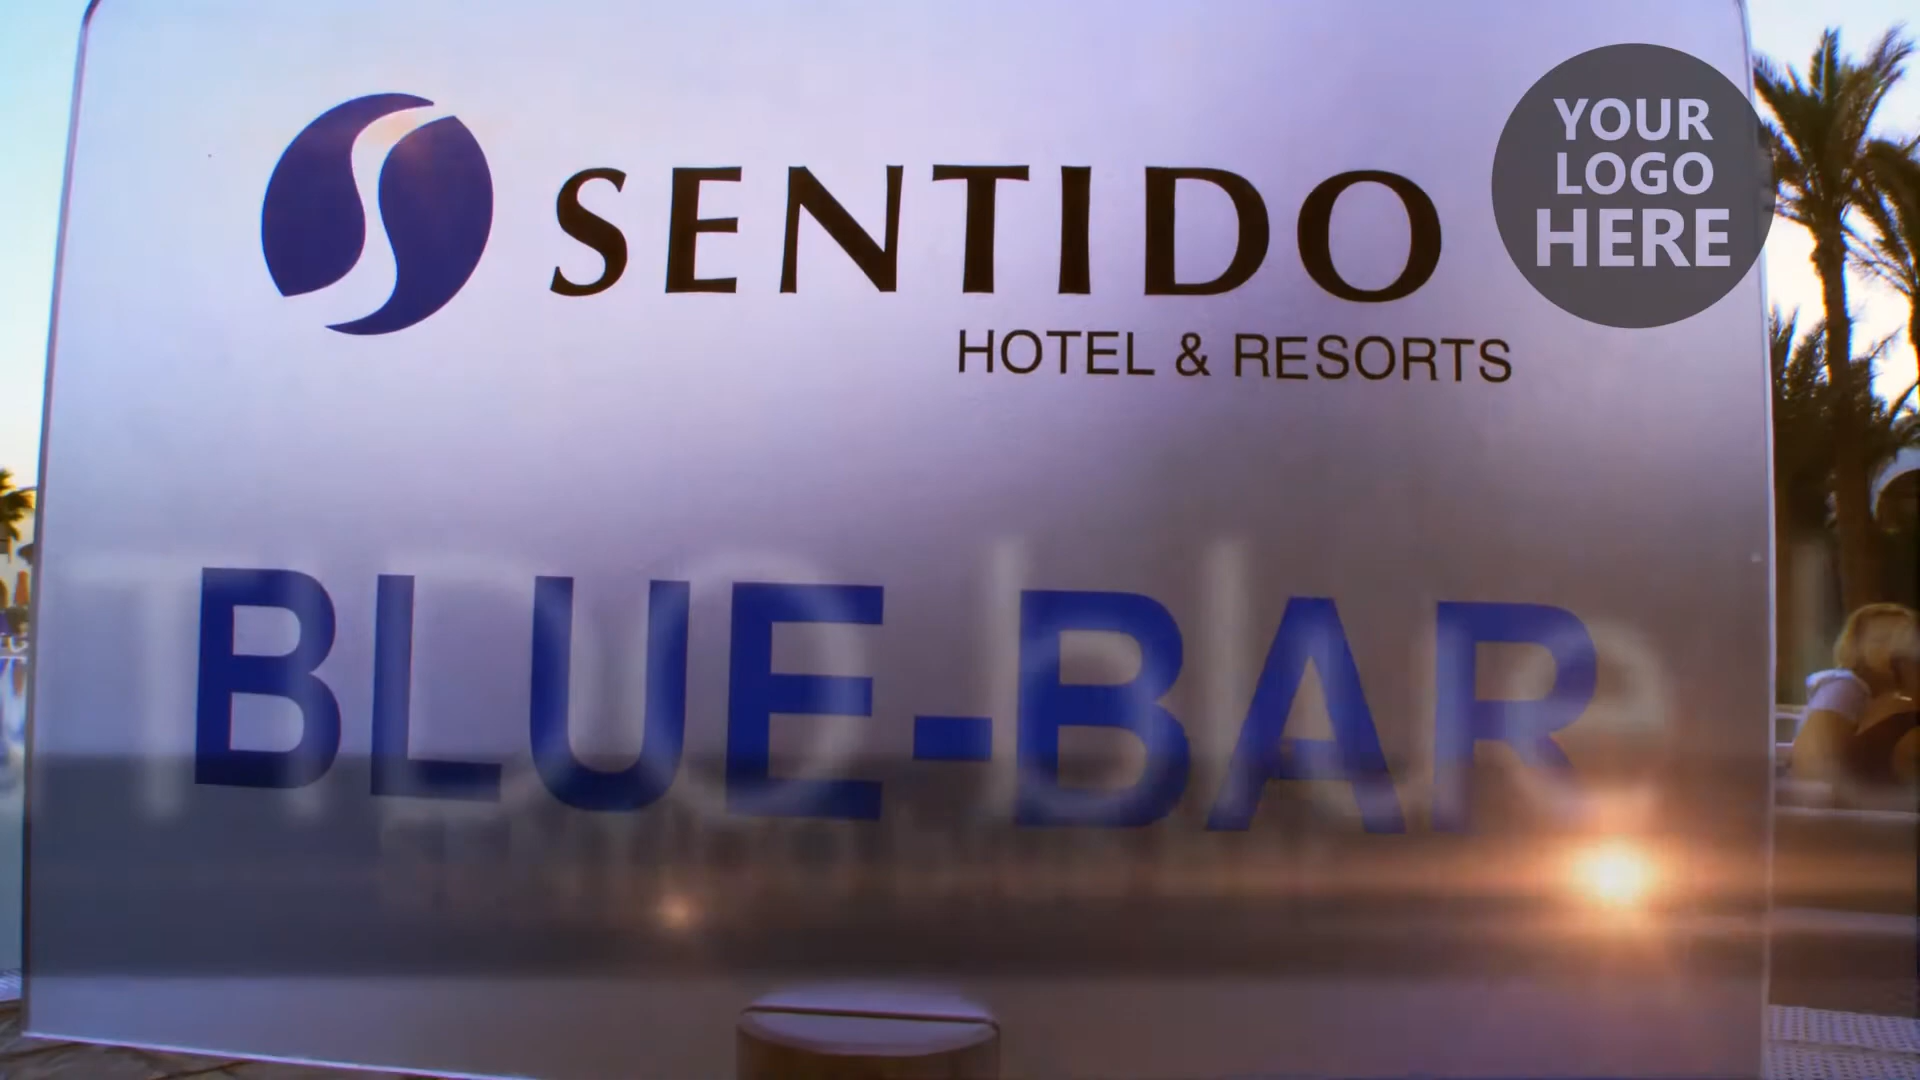 SENTIDO
HOTEL & RESORTS
YOUR
LOGO
HERE
BLUE-BAR